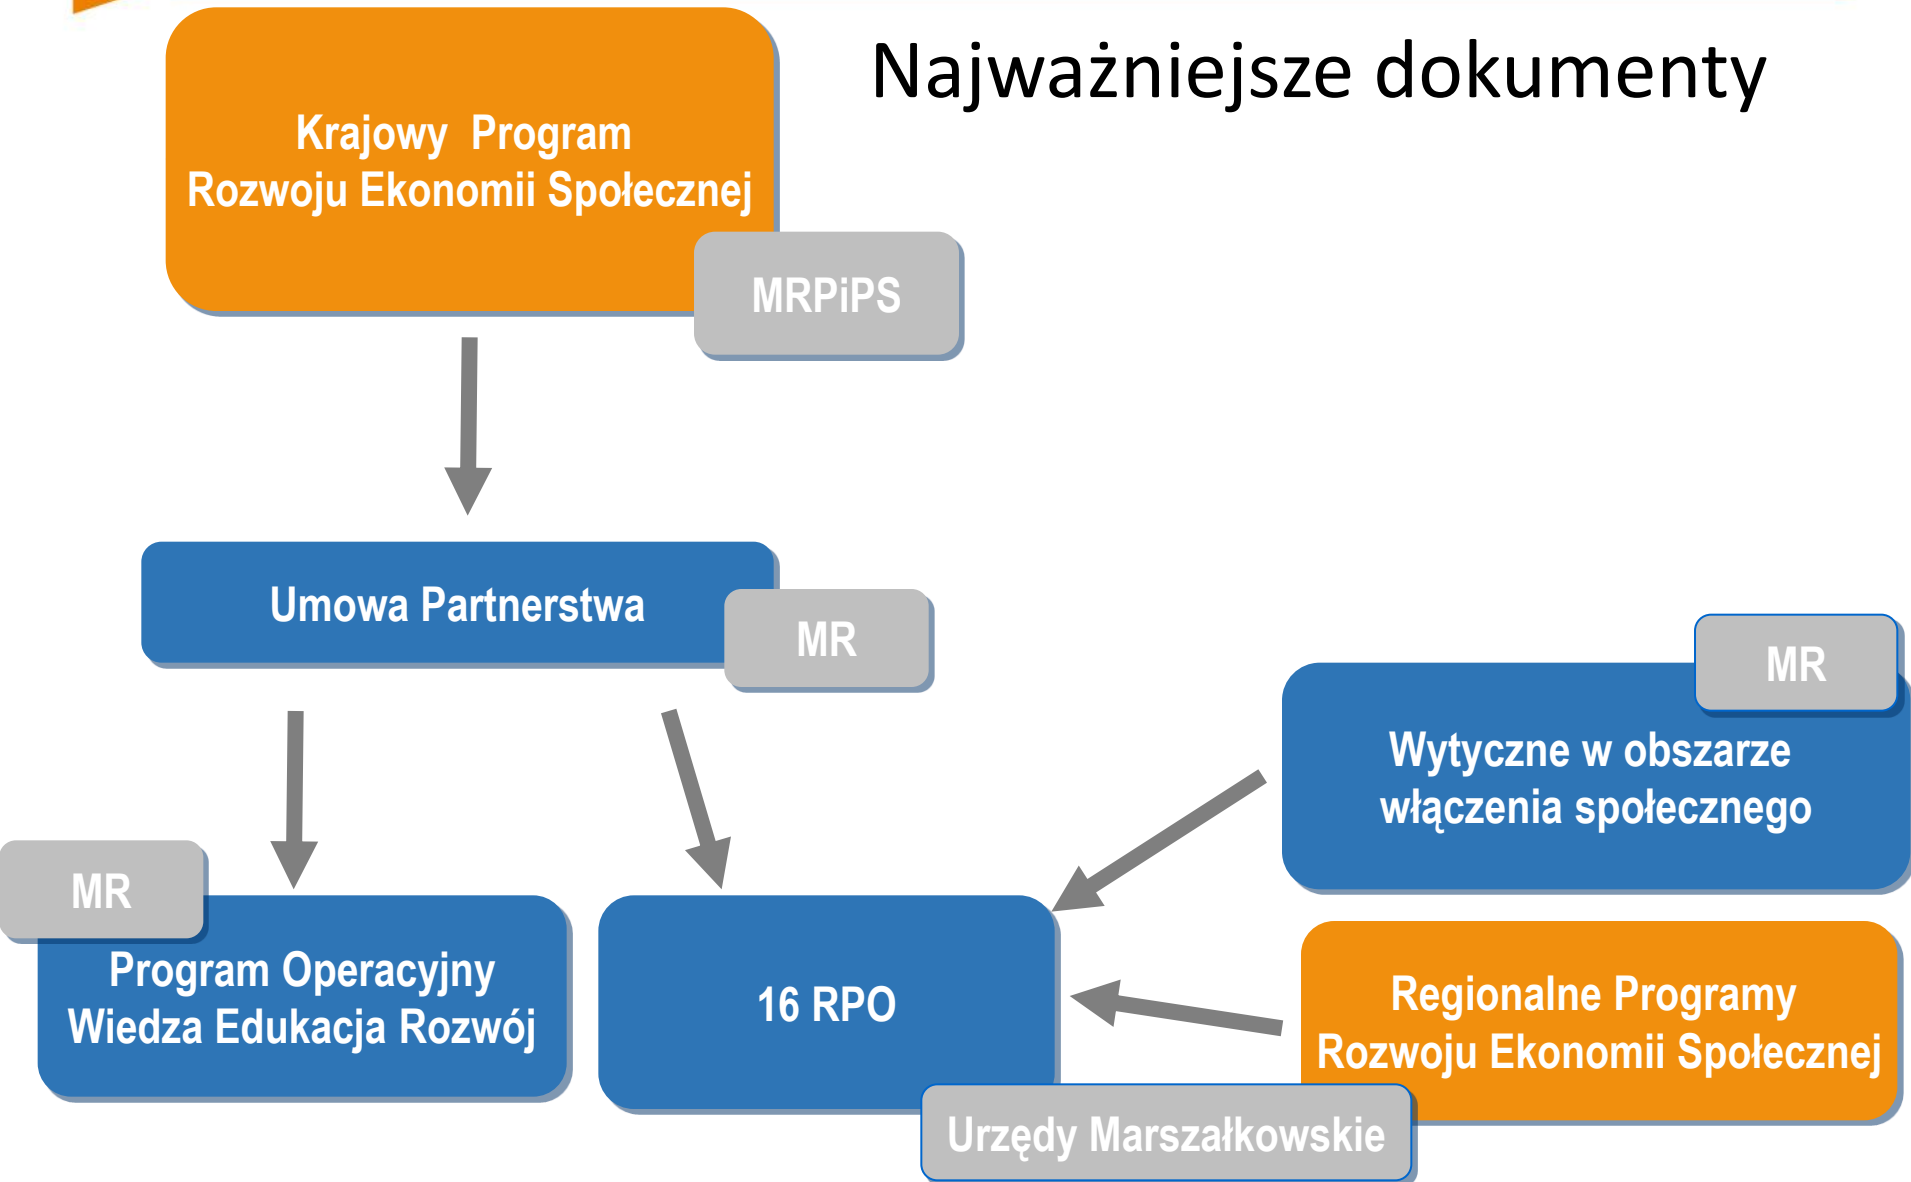 Najważniejsze dokumenty
Krajowy Program
Rozwoju Ekonomii Społecznej
MRPiPS
Umowa Partnerstwa
MR
MR
Wytyczne w obszarze
włączenia społecznego
MR
Program Operacyjny
Wiedza Edukacja Rozwój
16 RPO
Regionalne Programy
Rozwoju Ekonomii Społecznej
Urzędy Marszałkowskie